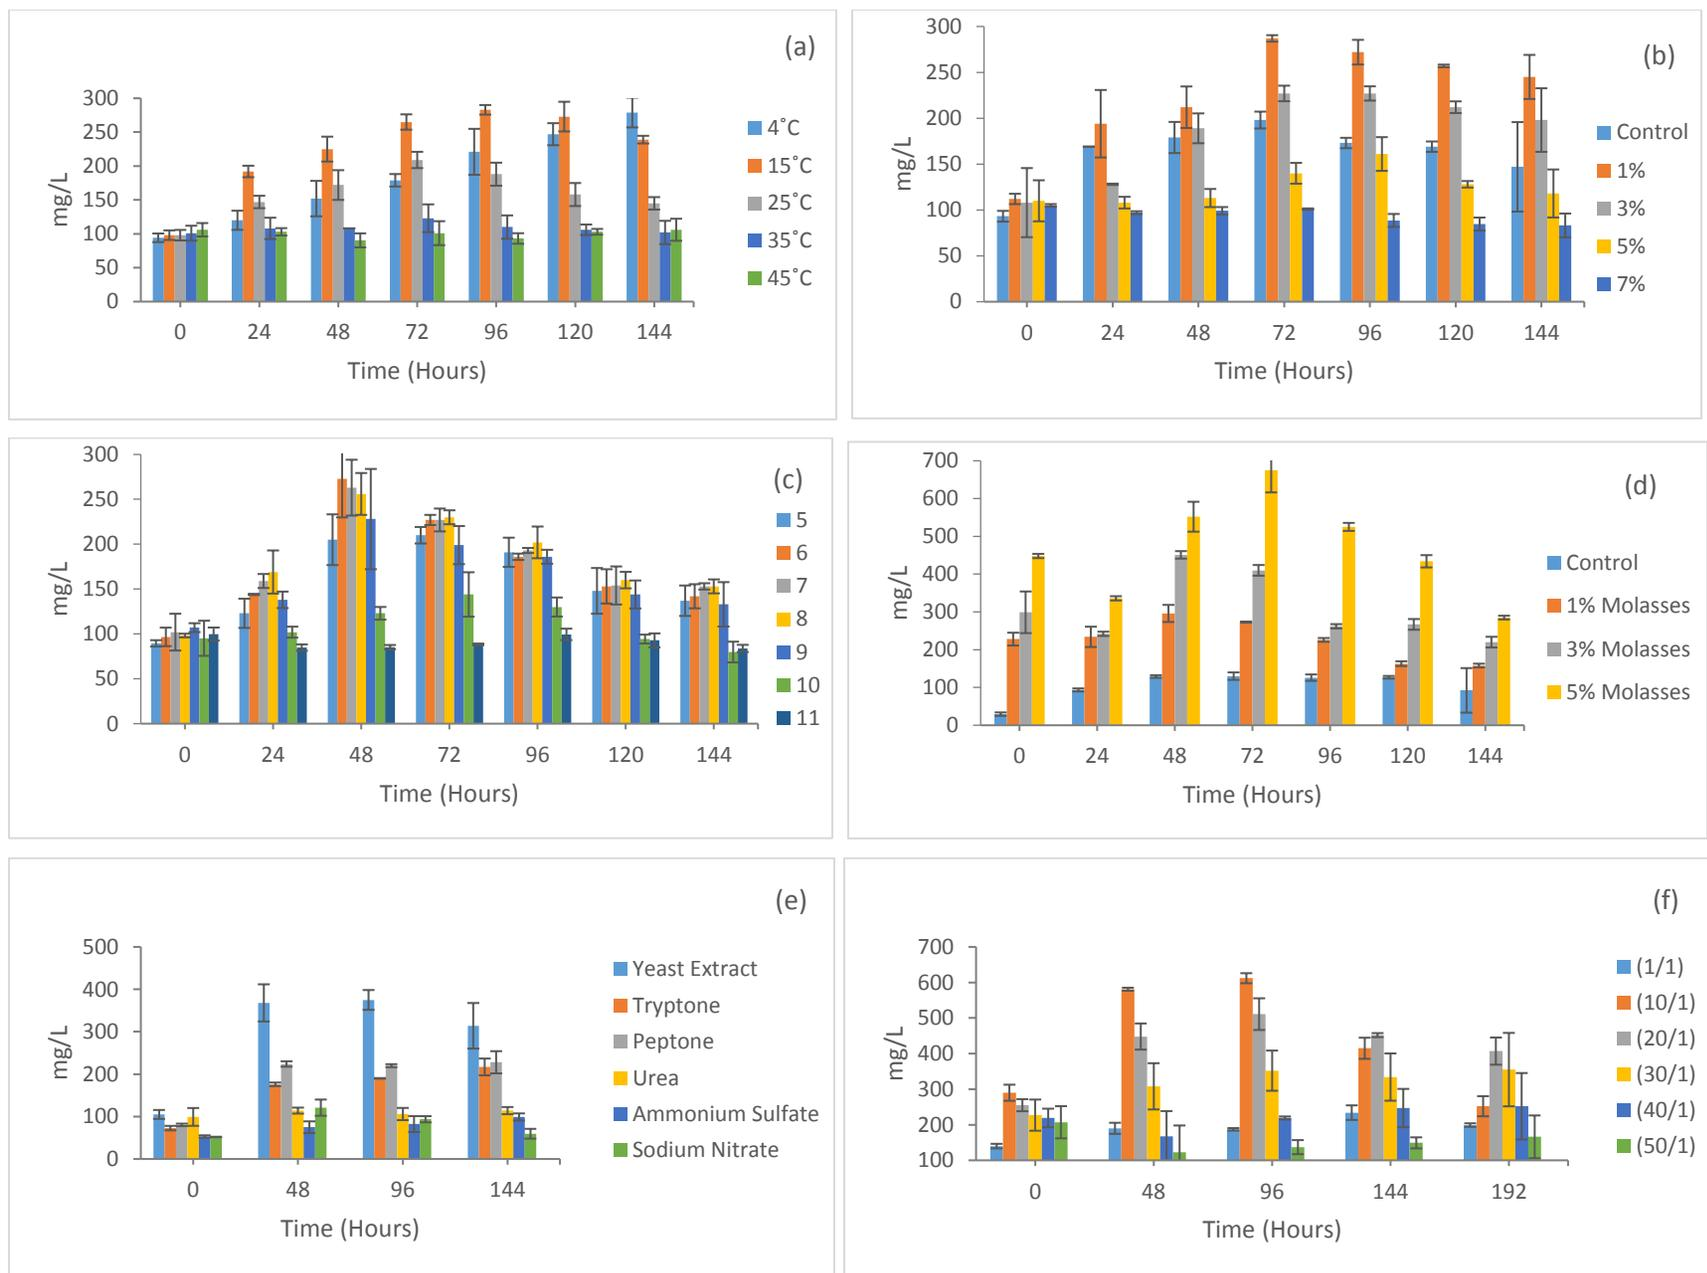 (a)
300
250
200
150
100
50
0
mg/L
0 24 48 72 96 120 144
Time (Hours)
4˚C
15˚C
25˚C
35˚C
45˚C
(b)
300
250
200
150
100
50
0
mg/L
0 24 48 72 96 120 144
Time (Hours)
Control
1%
3%
5%
7%
(c)
300
250
200
150
100
50
0
mg/L
0 24 48 72 96 120 144
Time (Hours)
5
6
7
8
9
10
11
(d)
700
600
500
400
300
200
100
0
mg/L
0 24 48 72 96 120 144
Time (Hours)
Control
1% Molasses
3% Molasses
5% Molasses
(e)
500
400
300
200
100
0
mg/L
0 48 96 144
Time (Hours)
Yeast Extract
Tryptone
Peptone
Urea
Ammonium Sulfate
Sodium Nitrate
(f)
700
600
500
400
300
200
100
mg/L
0 48 96 144 192
Time (Hours)
(1/1)
(10/1)
(20/1)
(30/1)
(40/1)
(50/1)